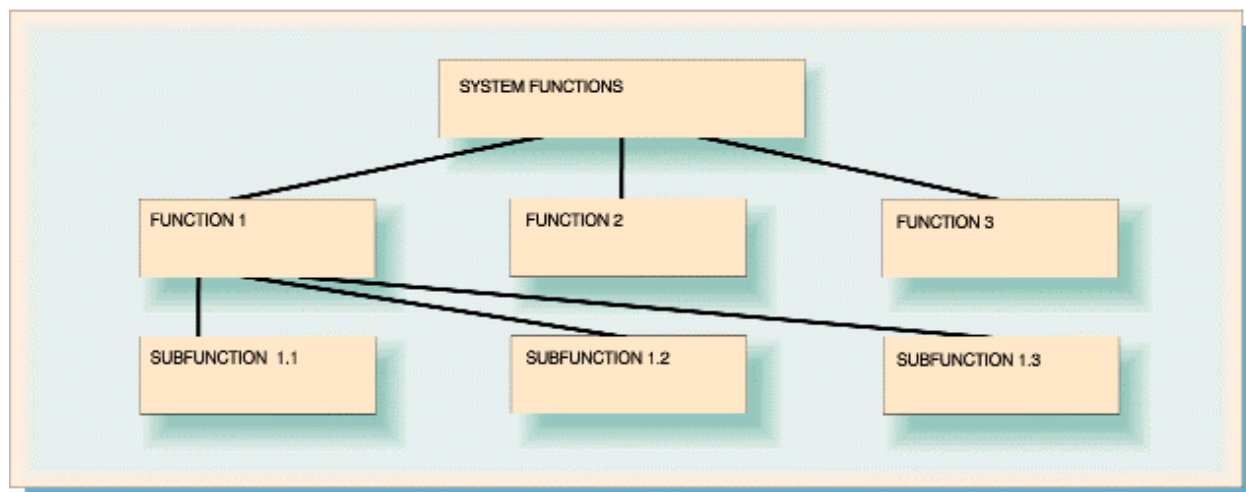 SYSTEM FUNCTIONS
FUNCTION 1
FUNCTION 2
FUNCTION 3
SUBFUNCTION 1.1
SUBFUNCTION 1.2
SUBFUNCTION 1.3